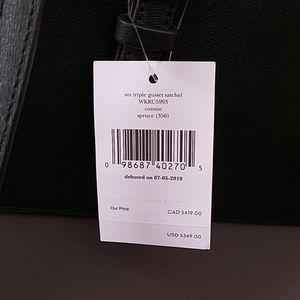 sm triple gusset satchel
WKRU5993
connie
spruce (356)
0 98687 40270 5
debuted on 07-05-2019
Our Price
CAD $419.00
USD $349.00